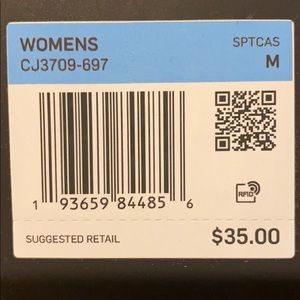 WOMENS SPTCAS
CJ3709-697 M
RFID
1 93659 84485 6
SUGGESTED RETAIL $35.00